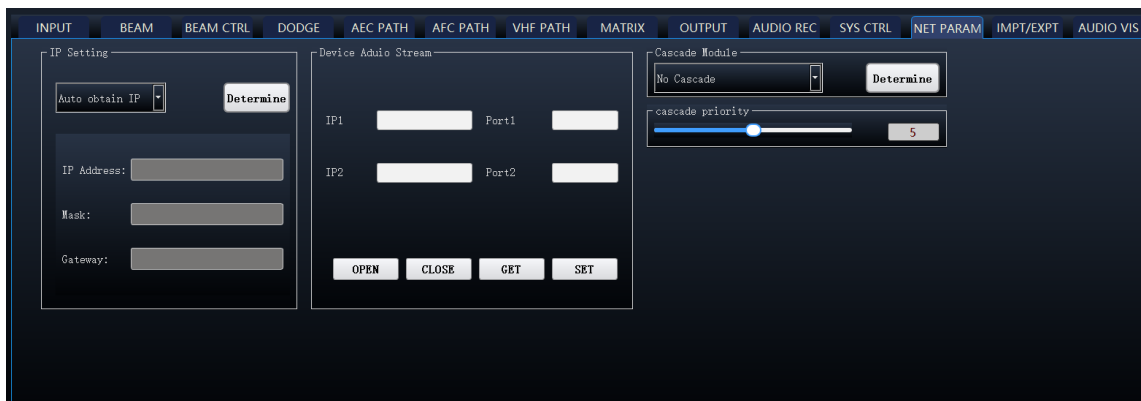 INPUT BEAM BEAM CTRL DODGE AEC PATH AFC PATH VHF PATH MATRIX OUTPUT AUDIO REC SYS CTRL NET PARAM IMPT/EXPT AUDIO VIS
IP Setting
Auto obtain IP Determine
IP Address:
Mask:
Gateway:
Device Aduio Stream
IP1 Port1
IP2 Port2
OPEN CLOSE GET SET
Cascade Module
No Cascade Determine
cascade priority
5